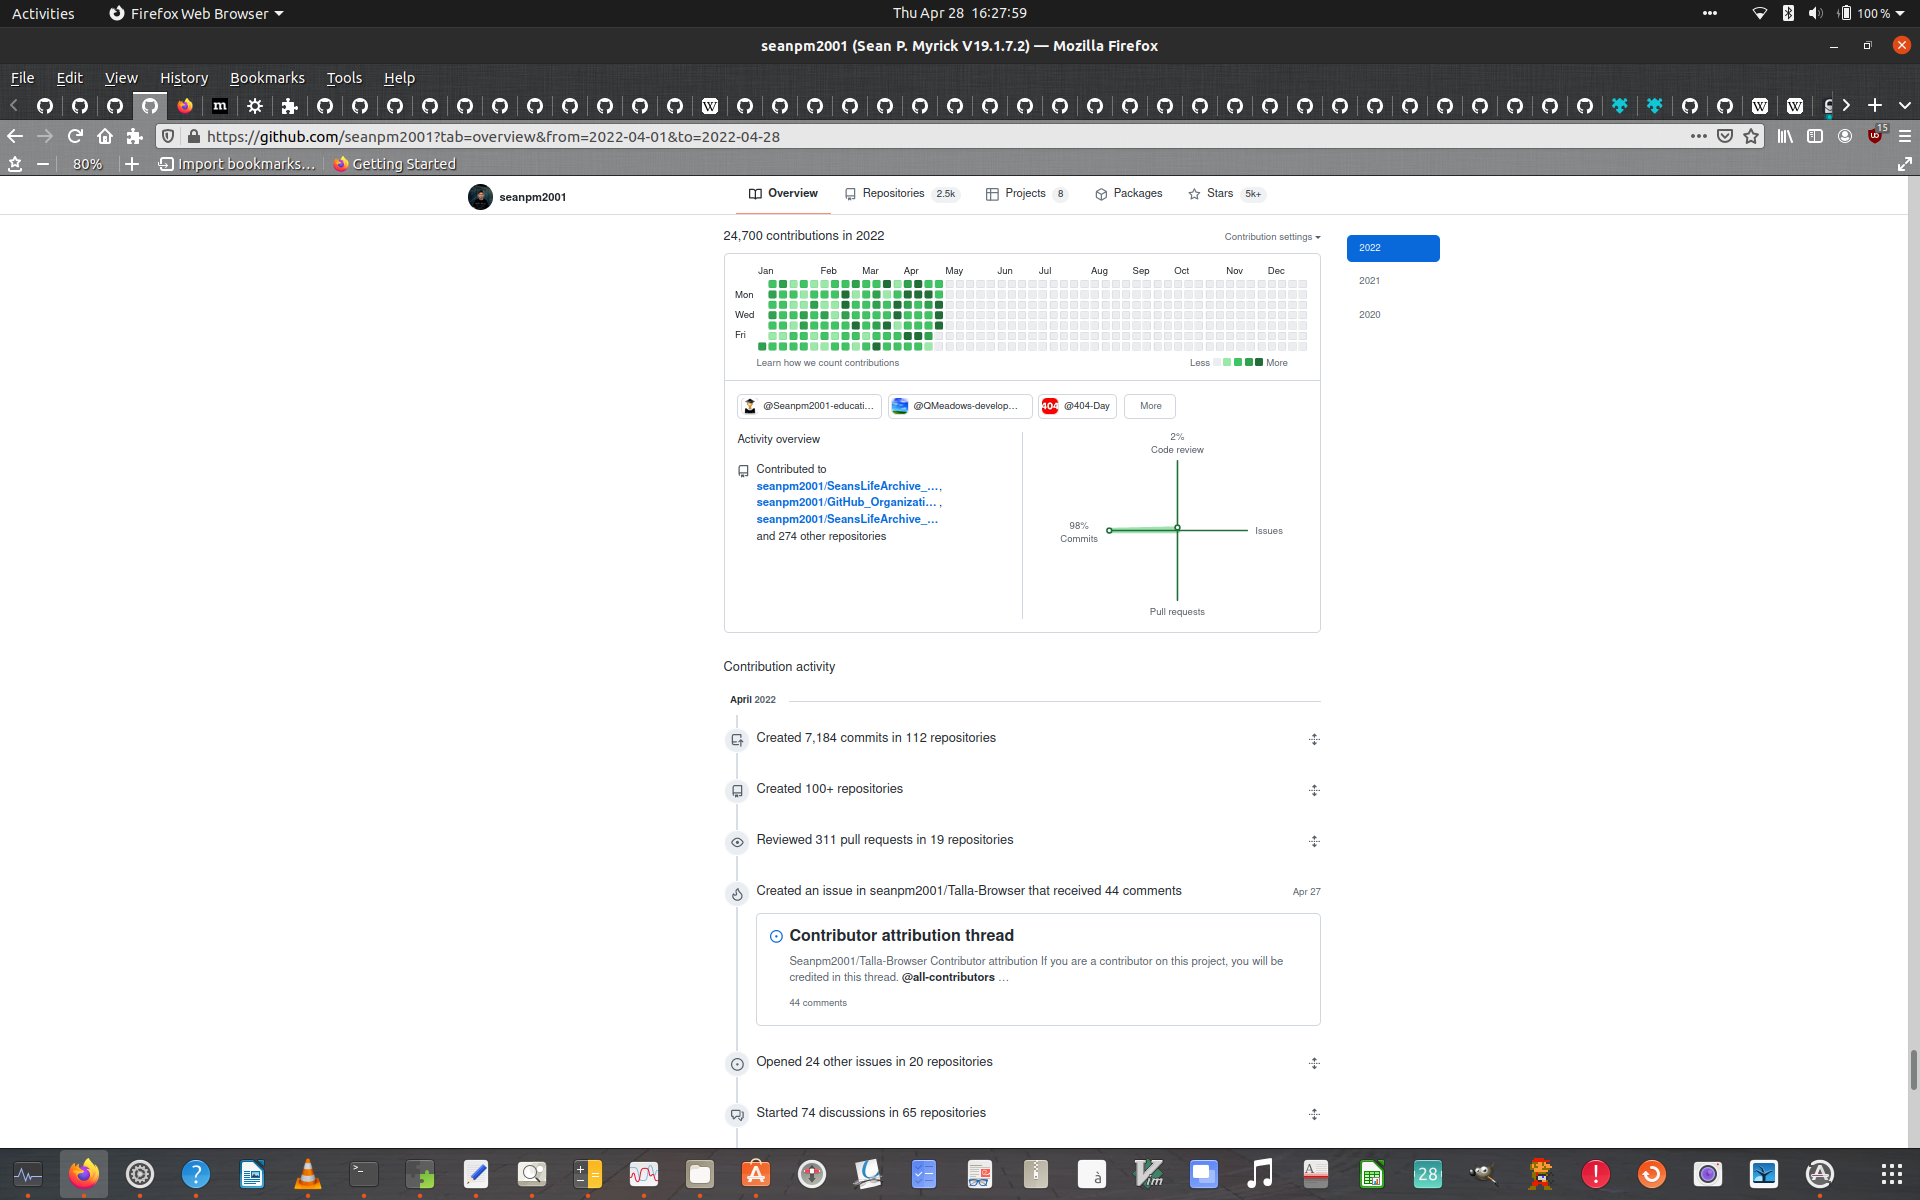 Activities
Firefox Web Browser
Thu Apr 28 16:27:59
100 %
seanpm2001 (Sean P. Myrick V19.1.7.2) — Mozilla Firefox
File Edit View History Bookmarks Tools Help
https://github.com/seanpm2001?tab=overview&from=2022-04-01&to=2022-04-28
15
80%
Import bookmarks...
Getting Started
seanpm2001
Overview
Repositories 2.5k
Projects 8
Packages
Stars 5k+
24,700 contributions in 2022
Contribution settings
2022
2021
2020
Jan Feb Mar Apr May Jun Jul Aug Sep Oct Nov Dec
Mon
Wed
Fri
Learn how we count contributions
Less
More
@Seanpm2001-educati...
@QMeadows-develop...
404
@404-Day
More
Activity overview
Contributed to
seanpm2001/SeansLifeArchive_...,
seanpm2001/GitHub_Organizati... ,
seanpm2001/SeansLifeArchive_...
and 274 other repositories
2%
Code review
98%
Commits
Issues
Pull requests
Contribution activity
April 2022
Created 7,184 commits in 112 repositories
Created 100+ repositories
Reviewed 311 pull requests in 19 repositories
Created an issue in seanpm2001/Talla-Browser that received 44 comments
Apr 27
Contributor attribution thread
Seanpm2001/Talla-Browser Contributor attribution If you are a contributor on this project, you will be
credited in this thread. @all-contributors …
44 comments
Opened 24 other issues in 20 repositories
Started 74 discussions in 65 repositories
28